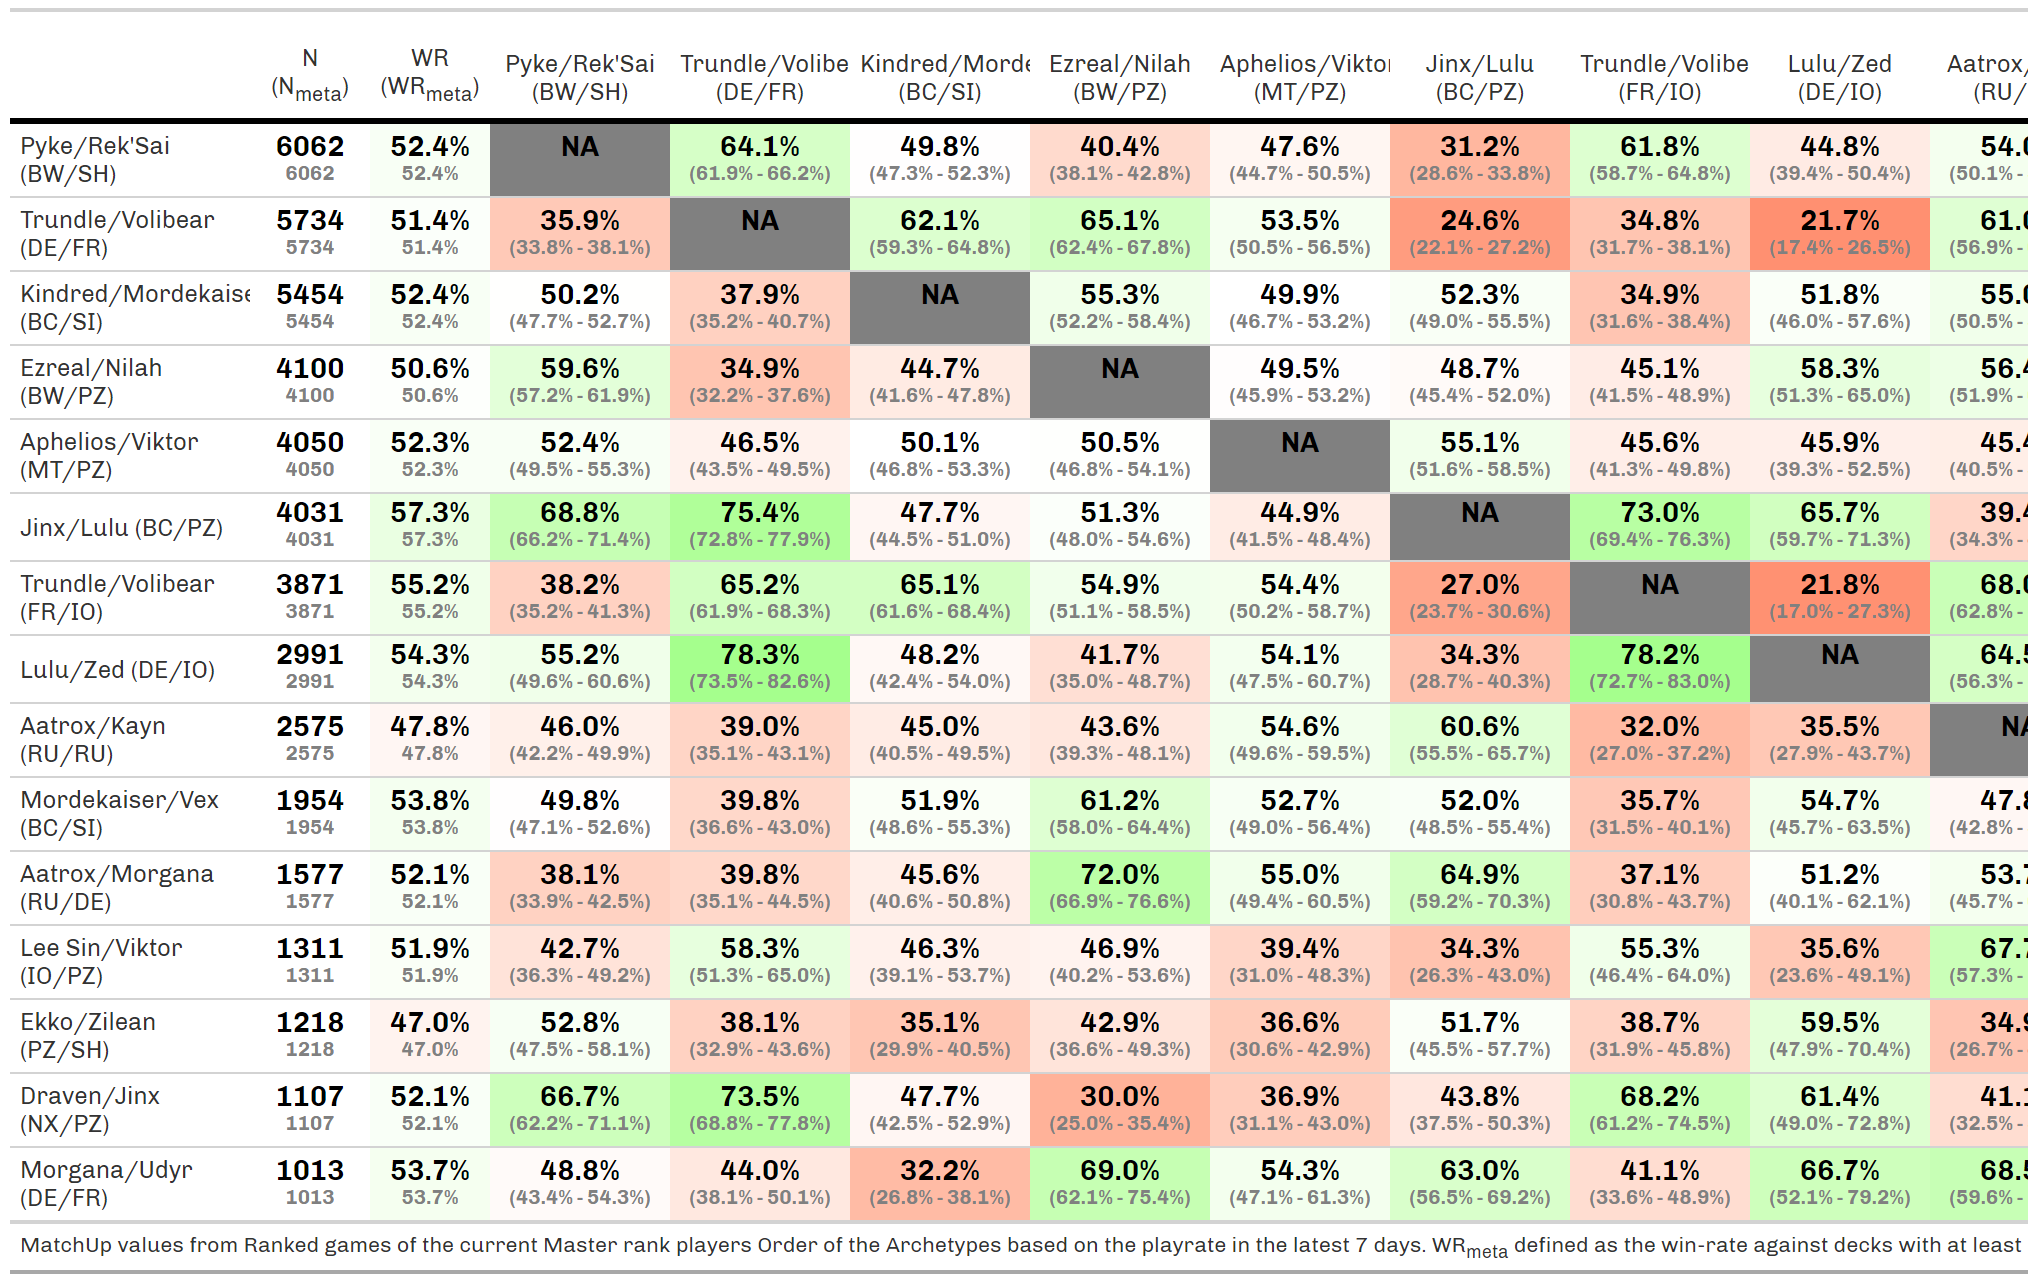 N WR Pyke/Rek'Sai Trundle/Volibe Kindred/Morde Ezreal/Nilah Aphelios/Viktor Jinx/Lulu Trundle/Volibe Lulu/Zed Aatrox/
(Nmeta) (WRmeta) (BW/SH) (DE/FR) (BC/SI) (BW/PZ) (MT/PZ) (BC/PZ) (FR/IO) (DE/IO) (RU/
Pyke/Rek'Sai 6062 52.4% NA 64.1% 49.8% 40.4% 47.6% 31.2% 61.8% 44.8% 54.0
(BW/SH) 6062 52.4% (61.9% - 66.2%) (47.3% - 52.3%) (38.1% - 42.8%) (44.7% - 50.5%) (28.6% - 33.8%) (58.7% - 64.8%) (39.4% - 50.4%) (50.1% -
Trundle/Volibear 5734 51.4% 35.9% NA 62.1% 65.1% 53.5% 24.6% 34.8% 21.7% 61.0
(DE/FR) 5734 51.4% (33.8% - 38.1%) (59.3% - 64.8%) (62.4% - 67.8%) (50.5% - 56.5%) (22.1% - 27.2%) (31.7% - 38.1%) (17.4% - 26.5%) (56.9% -
Kindred/Mordekaise 5454 52.4% 50.2% 37.9% NA 55.3% 49.9% 52.3% 34.9% 51.8% 55.0
(BC/SI) 5454 52.4% (47.7% - 52.7%) (35.2% - 40.7%) (52.2% - 58.4%) (46.7% - 53.2%) (49.0% - 55.5%) (31.6% - 38.4%) (46.0% - 57.6%) (50.5% -
Ezreal/Nilah 4100 50.6% 59.6% 34.9% 44.7% NA 49.5% 48.7% 45.1% 58.3% 56.4
(BW/PZ) 4100 50.6% (57.2% - 61.9%) (32.2% - 37.6%) (41.6% - 47.8%) (45.9% - 53.2%) (45.4% - 52.0%) (41.5% - 48.9%) (51.3% - 65.0%) (51.9% -
Aphelios/Viktor 4050 52.3% 52.4% 46.5% 50.1% 50.5% NA 55.1% 45.6% 45.9% 45.4
(MT/PZ) 4050 52.3% (49.5% - 55.3%) (43.5% - 49.5%) (46.8% - 53.3%) (46.8% - 54.1%) (51.6% - 58.5%) (41.3% - 49.8%) (39.3% - 52.5%) (40.5% -
Jinx/Lulu (BC/PZ) 4031 57.3% 68.8% 75.4% 47.7% 51.3% 44.9% NA 73.0% 65.7% 39.4
4031 57.3% (66.2% - 71.4%) (72.8% - 77.9%) (44.5% - 51.0%) (48.0% - 54.6%) (41.5% - 48.4%) (69.4% - 76.3%) (59.7% - 71.3%) (34.3% -
Trundle/Volibear 3871 55.2% 38.2% 65.2% 65.1% 54.9% 54.4% 27.0% NA 21.8% 68.0
(FR/IO) 3871 55.2% (35.2% - 41.3%) (61.9% - 68.3%) (61.6% - 68.4%) (51.1% - 58.5%) (50.2% - 58.7%) (23.7% - 30.6%) (17.0% - 27.3%) (62.8% -
Lulu/Zed (DE/IO) 2991 54.3% 55.2% 78.3% 48.2% 41.7% 54.1% 34.3% 78.2% NA 64.5
2991 54.3% (49.6% - 60.6%) (73.5% - 82.6%) (42.4% - 54.0%) (35.0% - 48.7%) (47.5% - 60.7%) (28.7% - 40.3%) (72.7% - 83.0%) (56.3% -
Aatrox/Kayn 2575 47.8% 46.0% 39.0% 45.0% 43.6% 54.6% 60.6% 32.0% 35.5% NA
(RU/RU) 2575 47.8% (42.2% - 49.9%) (35.1% - 43.1%) (40.5% - 49.5%) (39.3% - 48.1%) (49.6% - 59.5%) (55.5% - 65.7%) (27.0% - 37.2%) (27.9% - 43.7%)
Mordekaiser/Vex 1954 53.8% 49.8% 39.8% 51.9% 61.2% 52.7% 52.0% 35.7% 54.7% 47.8
(BC/SI) 1954 53.8% (47.1% - 52.6%) (36.6% - 43.0%) (48.6% - 55.3%) (58.0% - 64.4%) (49.0% - 56.4%) (48.5% - 55.4%) (31.5% - 40.1%) (45.7% - 63.5%) (42.8% -
Aatrox/Morgana 1577 52.1% 38.1% 39.8% 45.6% 72.0% 55.0% 64.9% 37.1% 51.2% 53.7
(RU/DE) 1577 52.1% (33.9% - 42.5%) (35.1% - 44.5%) (40.6% - 50.8%) (66.9% - 76.6%) (49.4% - 60.5%) (59.2% - 70.3%) (30.8% - 43.7%) (40.1% - 62.1%) (45.7% -
Lee Sin/Viktor 1311 51.9% 42.7% 58.3% 46.3% 46.9% 39.4% 34.3% 55.3% 35.6% 67.7
(IO/PZ) 1311 51.9% (36.3% - 49.2%) (51.3% - 65.0%) (39.1% - 53.7%) (40.2% - 53.6%) (31.0% - 48.3%) (26.3% - 43.0%) (46.4% - 64.0%) (23.6% - 49.1%) (57.3% -
Ekko/Zilean 1218 47.0% 52.8% 38.1% 35.1% 42.9% 36.6% 51.7% 38.7% 59.5% 34.9
(PZ/SH) 1218 47.0% (47.5% - 58.1%) (32.9% - 43.6%) (29.9% - 40.5%) (36.6% - 49.3%) (30.6% - 42.9%) (45.5% - 57.7%) (31.9% - 45.8%) (47.9% - 70.4%) (26.7% -
Draven/Jinx 1107 52.1% 66.7% 73.5% 47.7% 30.0% 36.9% 43.8% 68.2% 61.4% 41.1
(NX/PZ) 1107 52.1% (62.2% - 71.1%) (68.8% - 77.8%) (42.5% - 52.9%) (25.0% - 35.4%) (31.1% - 43.0%) (37.5% - 50.3%) (61.2% - 74.5%) (49.0% - 72.8%) (32.5% -
Morgana/Udyr 1013 53.7% 48.8% 44.0% 32.2% 69.0% 54.3% 63.0% 41.1% 66.7% 68.5
(DE/FR) 1013 53.7% (43.4% - 54.3%) (38.1% - 50.1%) (26.8% - 38.1%) (62.1% - 75.4%) (47.1% - 61.3%) (56.5% - 69.2%) (33.6% - 48.9%) (52.1% - 79.2%) (59.6% -
MatchUp values from Ranked games of the current Master rank players Order of the Archetypes based on the playrate in the latest 7 days. WRmeta defined as the win-rate against decks with at least